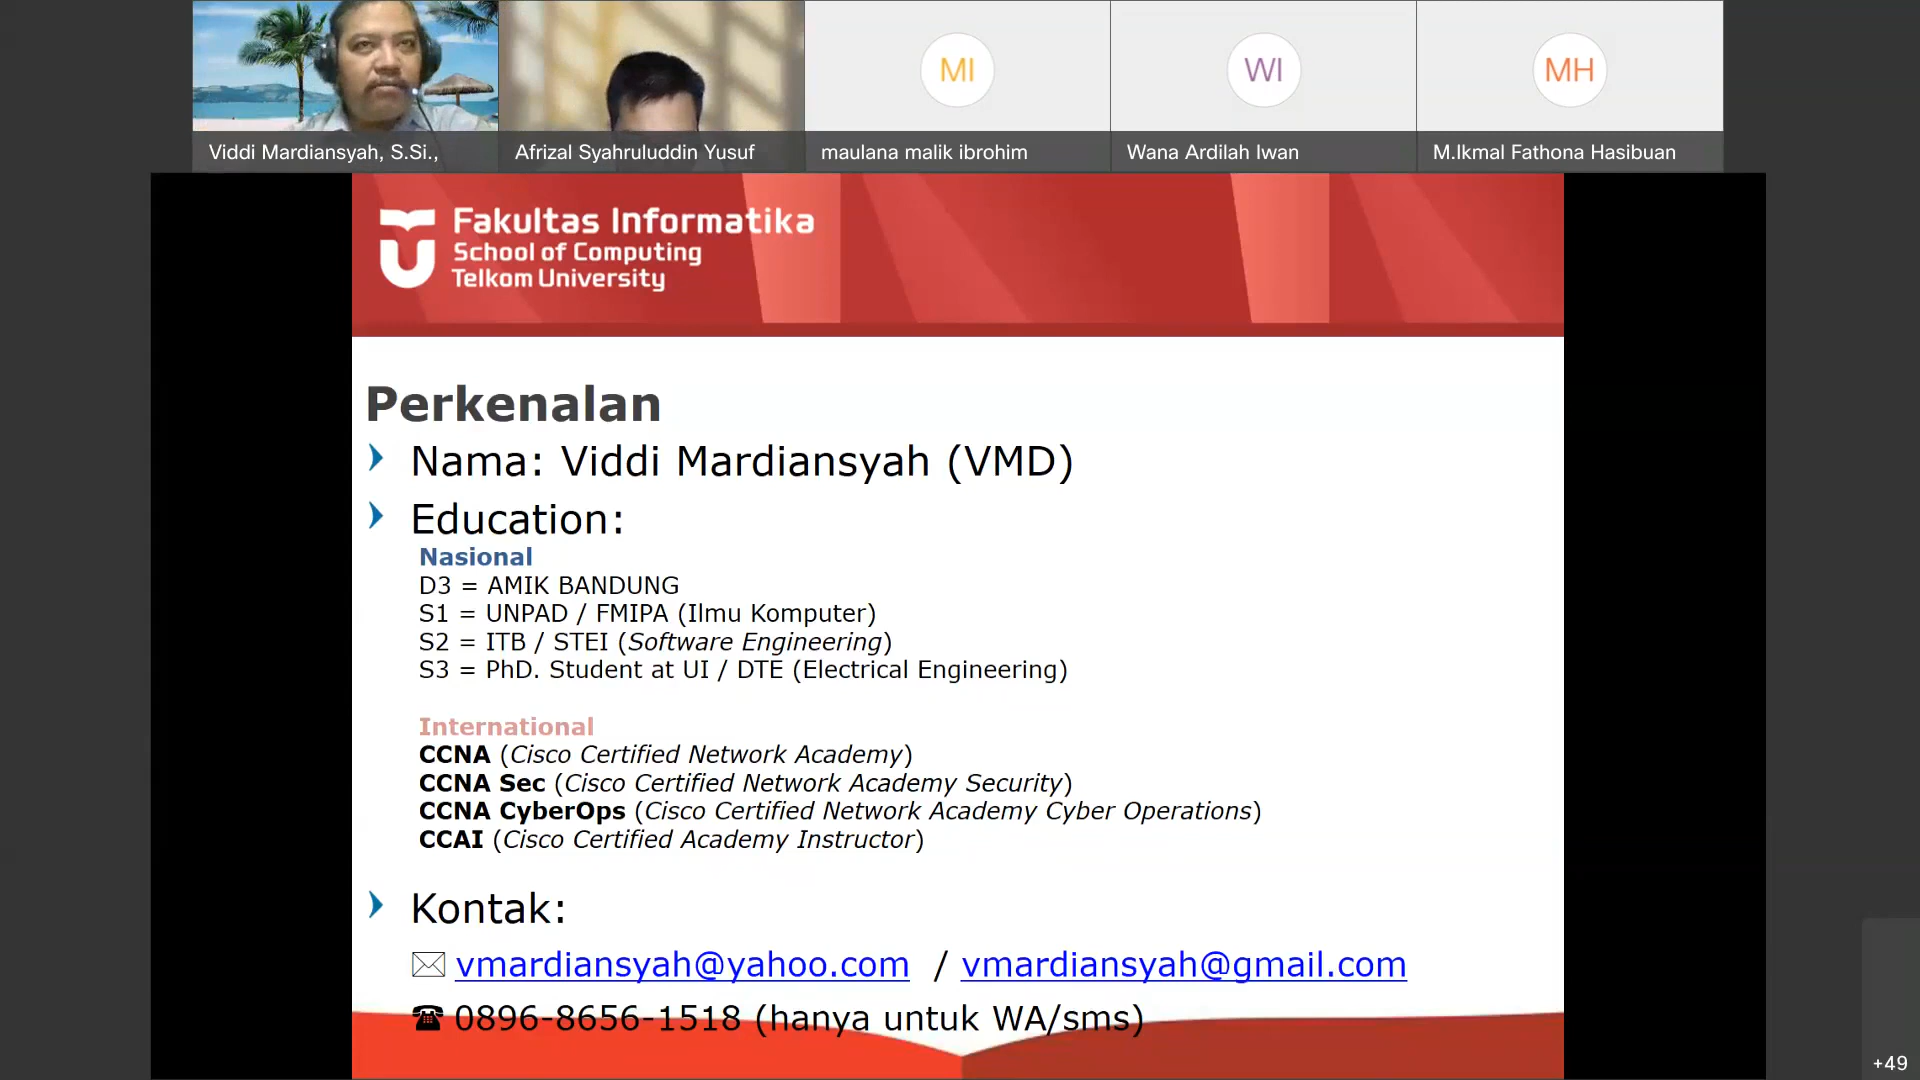 MI
WI
MH
Viddi Mardiansyah, S.Si.,
Afrizal Syahruluddin Yusuf
maulana malik ibrohim
Wana Ardilah Iwan
M.Ikmal Fathona Hasibuan
Fakultas Informatika
School of Computing
Telkom University
Perkenalan
Nama: Viddi Mardiansyah (VMD)
Education:
Nasional
D3 = AMIK BANDUNG
S1 = UNPAD / FMIPA (Ilmu Komputer)
S2 = ITB / STEI (Software Engineering)
S3 = PhD. Student at UI / DTE (Electrical Engineering)
International
CCNA (Cisco Certified Network Academy)
CCNA Sec (Cisco Certified Network Academy Security)
CCNA CyberOps (Cisco Certified Network Academy Cyber Operations)
CCAI (Cisco Certified Academy Instructor)
Kontak:
vmardiansyah@yahoo.com / vmardiansyah@gmail.com
0896-8656-1518 (hanya untuk WA/sms)
+49